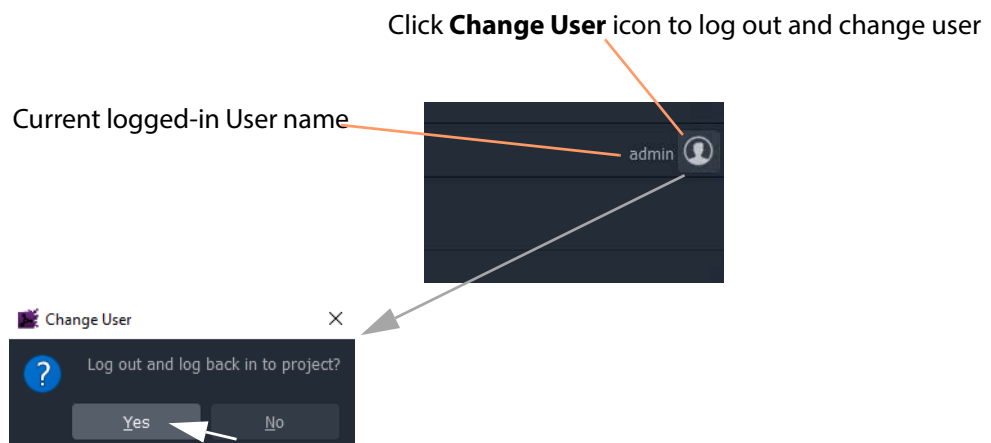 Click Change User icon to log out and change user
Current logged-in User name
admin
Change User
Log out and log back in to project?
Yes
No